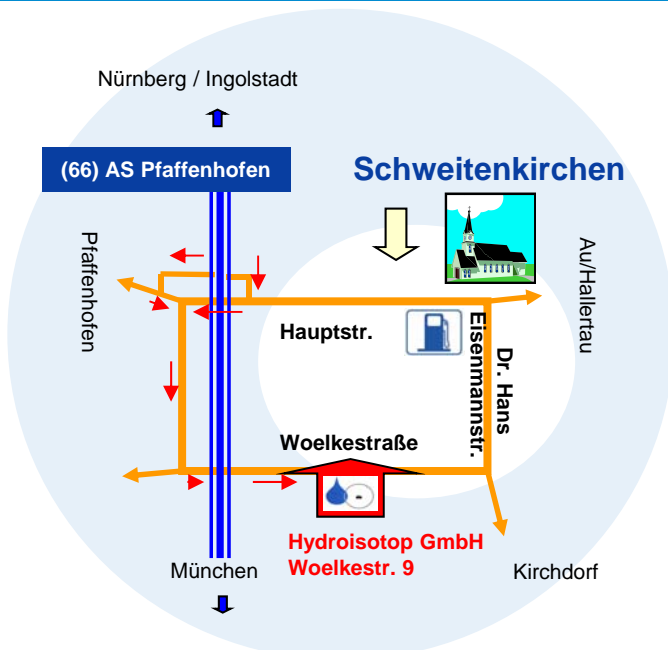 Nürnberg / Ingolstadt
(66) AS Pfaffenhofen
Schweitenkirchen
Pfaffenhofen
Au/Hallertau
Hauptstr.
Dr. Hans
Eisenmannstr.
Woelkestraße
Hydroisotop GmbH
Woelkestr. 9
München
Kirchdorf